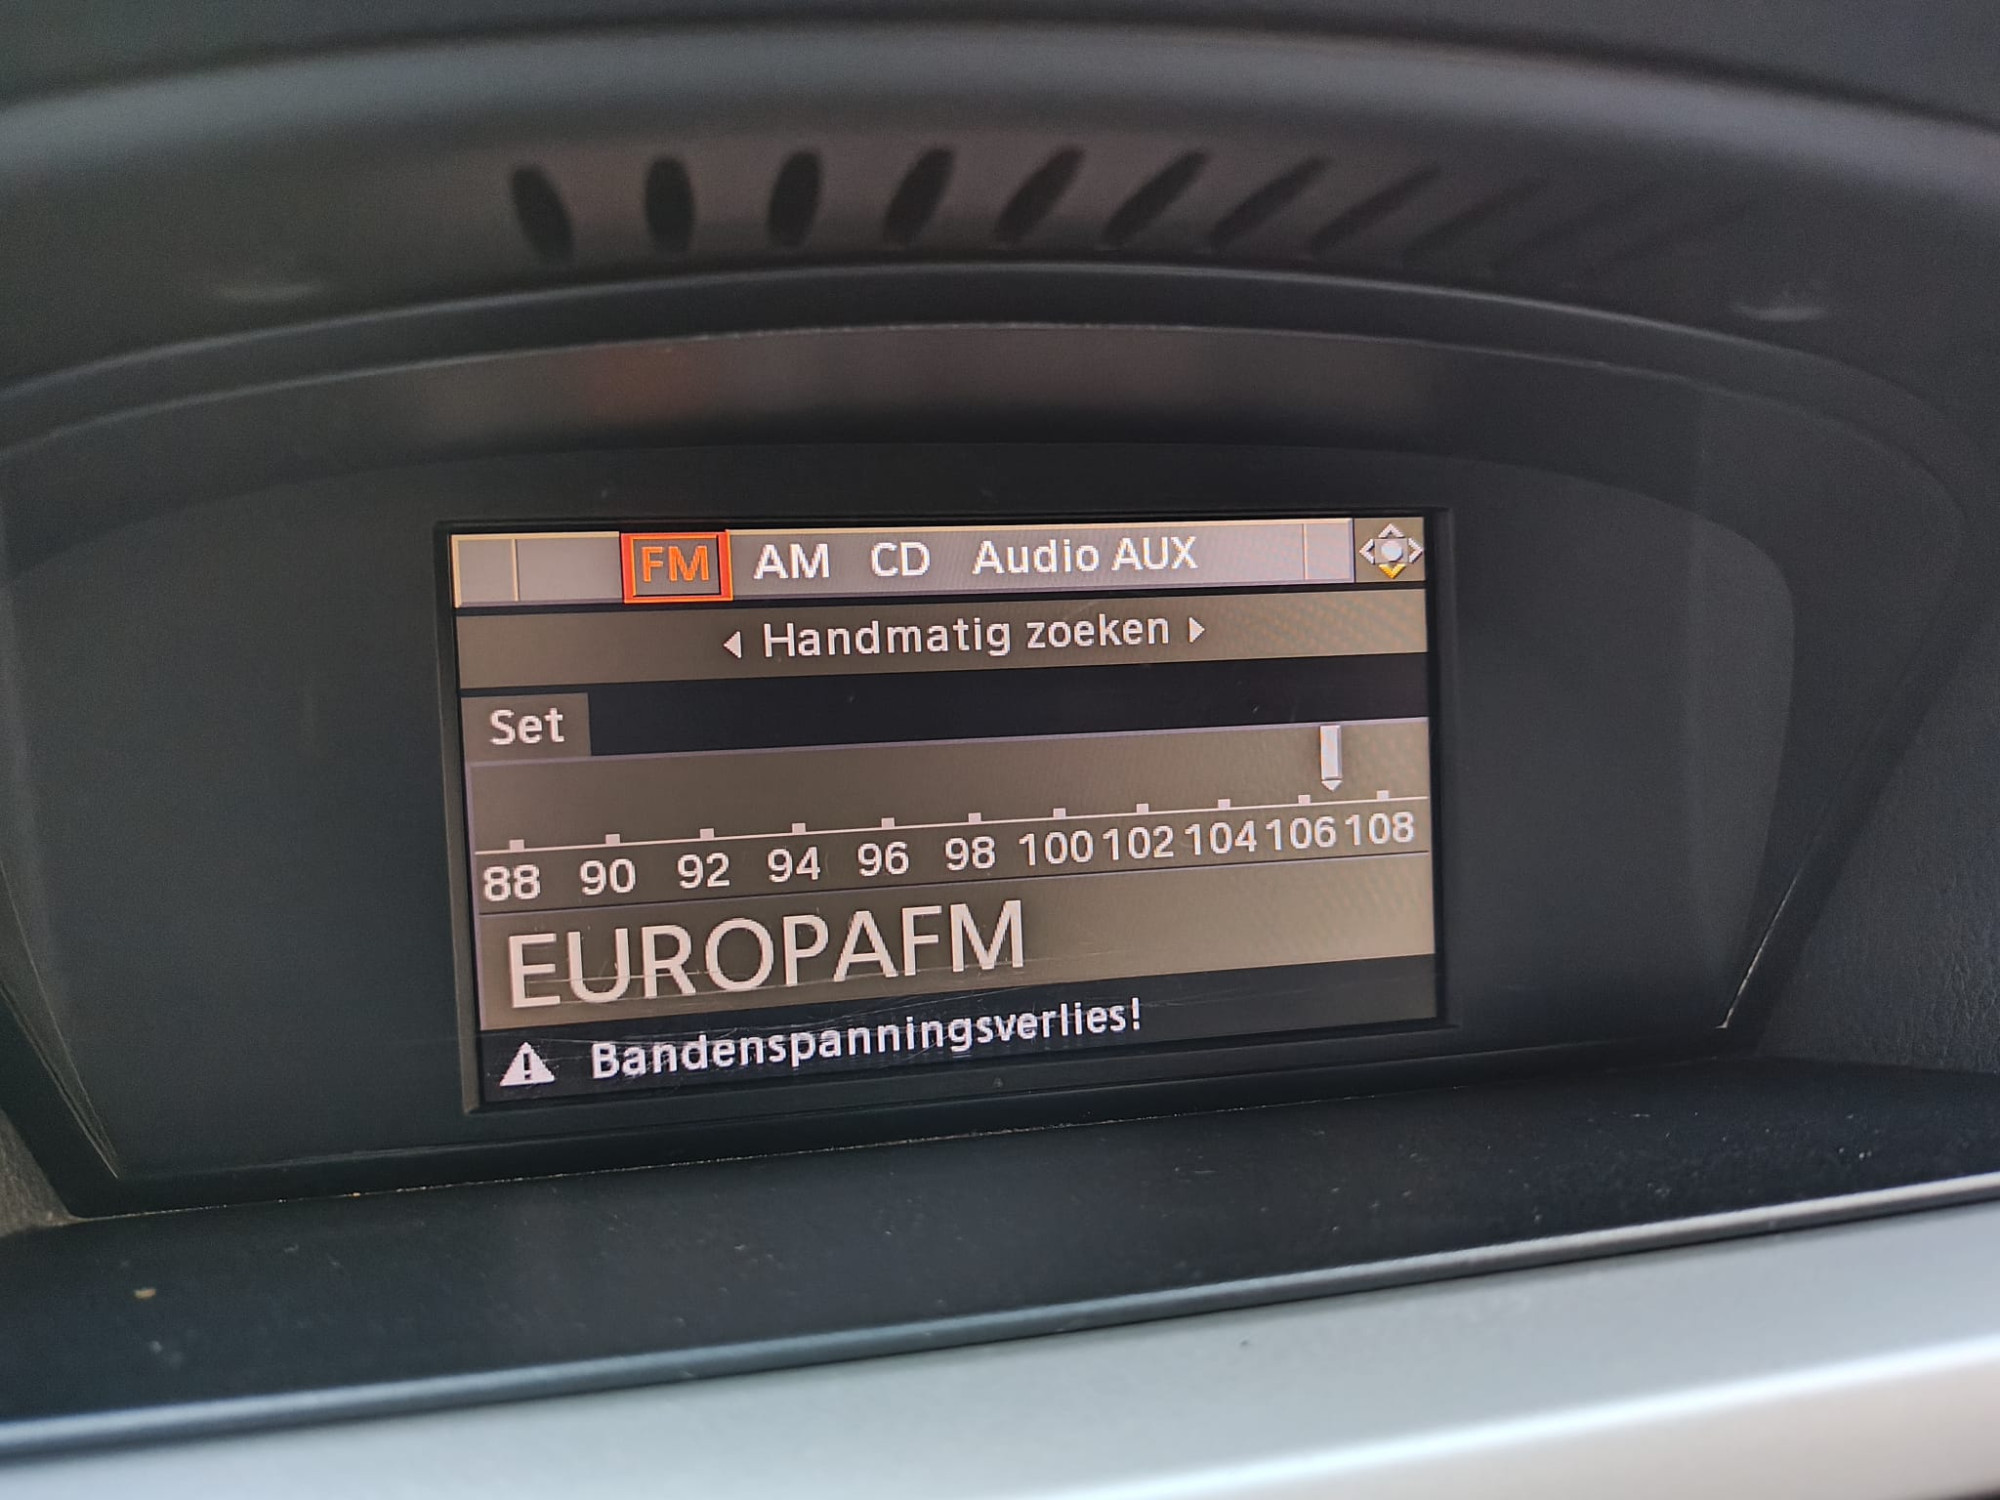 FM AM CD Audio AUX
Handmatig zoeken
Set
88 90 92 94 96 98 100 102 104 106 108
EUROPAFM
Bandenspanningsverlies!